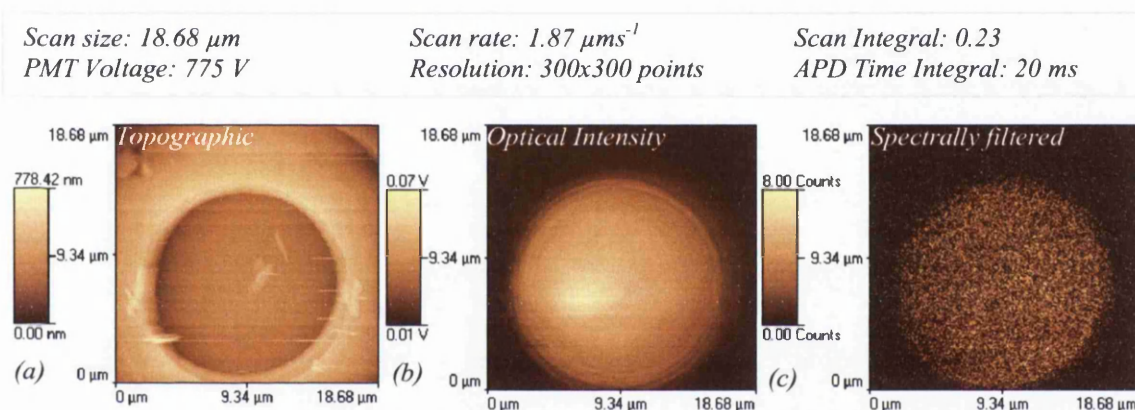 Scan size: 18.68 µm
Scan rate: 1.87 µms⁻¹
Scan Integral: 0.23
PMT Voltage: 775 V
Resolution: 300x300 points
APD Time Integral: 20 ms
18.68 µm
Topographic
18.68 µm
Optical Intensity
18.68 µm
Spectrally filtered
778.42 nm
0.07 V
8.00 Counts
9.34 µm
9.34 µm
9.34 µm
0.00 nm
0.01 V
0.00 Counts
(a)
0 µm
(b)
0 µm
(c)
0 µm
0 µm
9.34 µm
18.68 µm
0 µm
9.34 µm
18.68 µm
0 µm
9.34 µm
18.68 µm